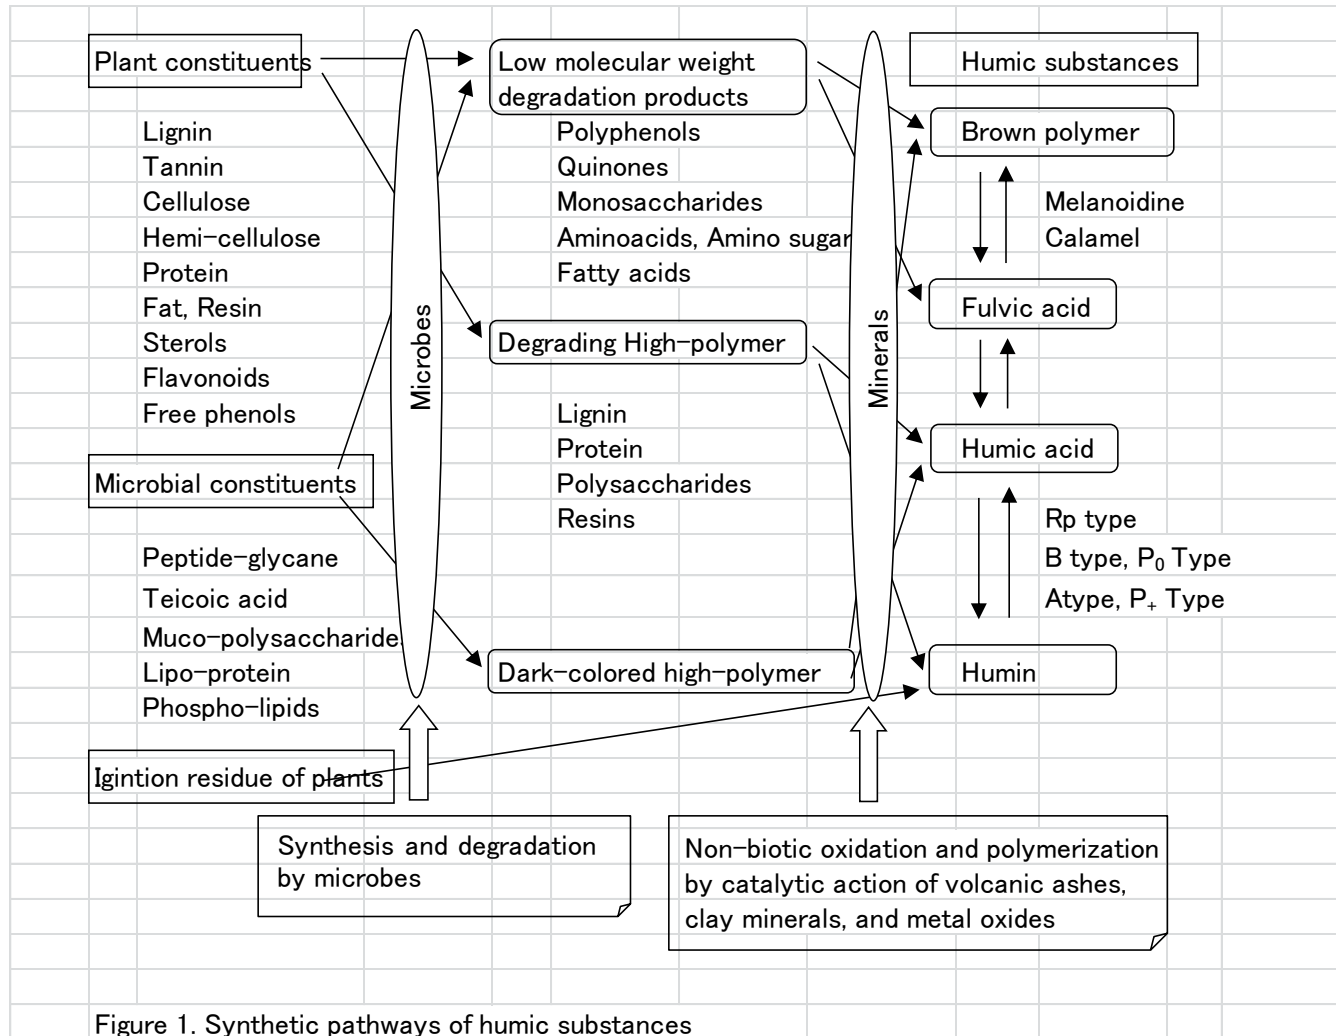 Plant constituents
Lignin
Tannin
Cellulose
Hemi-cellulose
Protein
Fat, Resin
Sterols
Flavonoids
Free phenols
Microbial constituents
Peptide-glycane
Teicoic acid
Muco-polysaccharides
Lipo-protein
Phospho-lipids
Igintion residue of plants
Microbes
Synthesis and degradation
by microbes
Low molecular weight
degradation products
Polyphenols
Quinones
Monosaccharides
Aminoacids, Amino sugar
Fatty acids
Degrading High-polymer
Lignin
Protein
Polysaccharides
Resins
Dark-colored high-polymer
Minerals
Non-biotic oxidation and polymerization
by catalytic action of volcanic ashes,
clay minerals, and metal oxides
Humic substances
Brown polymer
Melanoidine
Calamel
Fulvic acid
Humic acid
Rp type
B type, P₀ Type
Atype, P₊ Type
Humin
Figure 1. Synthetic pathways of humic substances